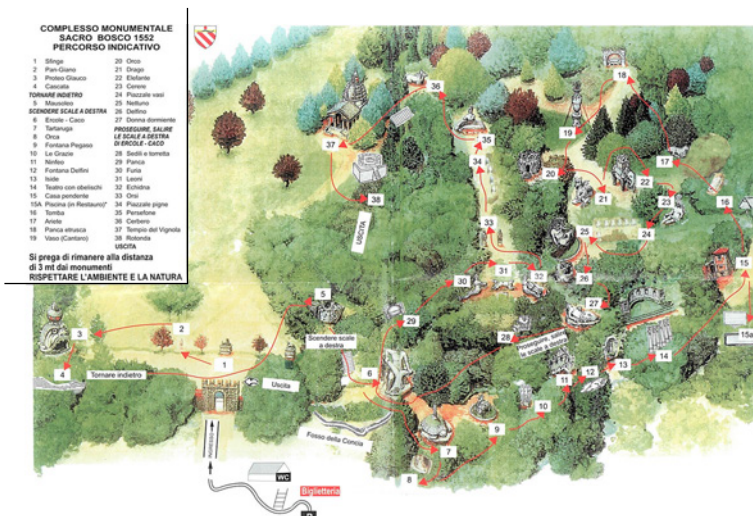 COMPLESSO MONUMENTALE
SACRO BOSCO 1552
PERCORSO INDICATIVO
1 Sfinge
2 Pan-Giano
3 Proteo Glauco
4 Cascata
TORNARE INDIETRO
5 Mausoleo
SCENDERE SCALE A DESTRA
6 Ercole - Caco
7 Tartaruga
8 Orca
9 Fontana Pegaso
10 Le Grazie
11 Ninfeo
12 Fontana Delfini
13 Iside
14 Teatro con obelischi
15 Casa pendente
15A Piscina (in Restauro)*
16 Tomba
17 Ariete
18 Panca etrusca
19 Vaso (Cantaro)
20 Orco
21 Drago
22 Elefante
23 Cerere
24 Piazzale vasi
25 Nettuno
26 Delfino
27 Donna dormiente
PROSEGUIRE, SALIRE
LE SCALE A DESTRA
DI ERCOLE - CACO
28 Sedili e torretta
29 Panca
30 Furia
31 Leoni
32 Echidna
33 Orsi
34 Piazzale pigne
35 Persefone
36 Cerbero
37 Tempio del Vignola
38 Rotonda
USCITA
Si prega di rimanere alla distanza
di 3 mt dai monumenti
RISPETTARE L'AMBIENTE E LA NATURA
18
36
37
35
19
34
20
22
17
21
23
16
38
USCITA
33
25
24
31
32
15
30
26
5
27
29
3
2
Scendere scale
a destra
28
Proseguire, salire
le scale a destra
15a
1
13
14
4
Tornare indietro
Uscita
6
11
12
10
Fosso della Concia
9
7
INGRESSO
8
WC
Biglietteria
P